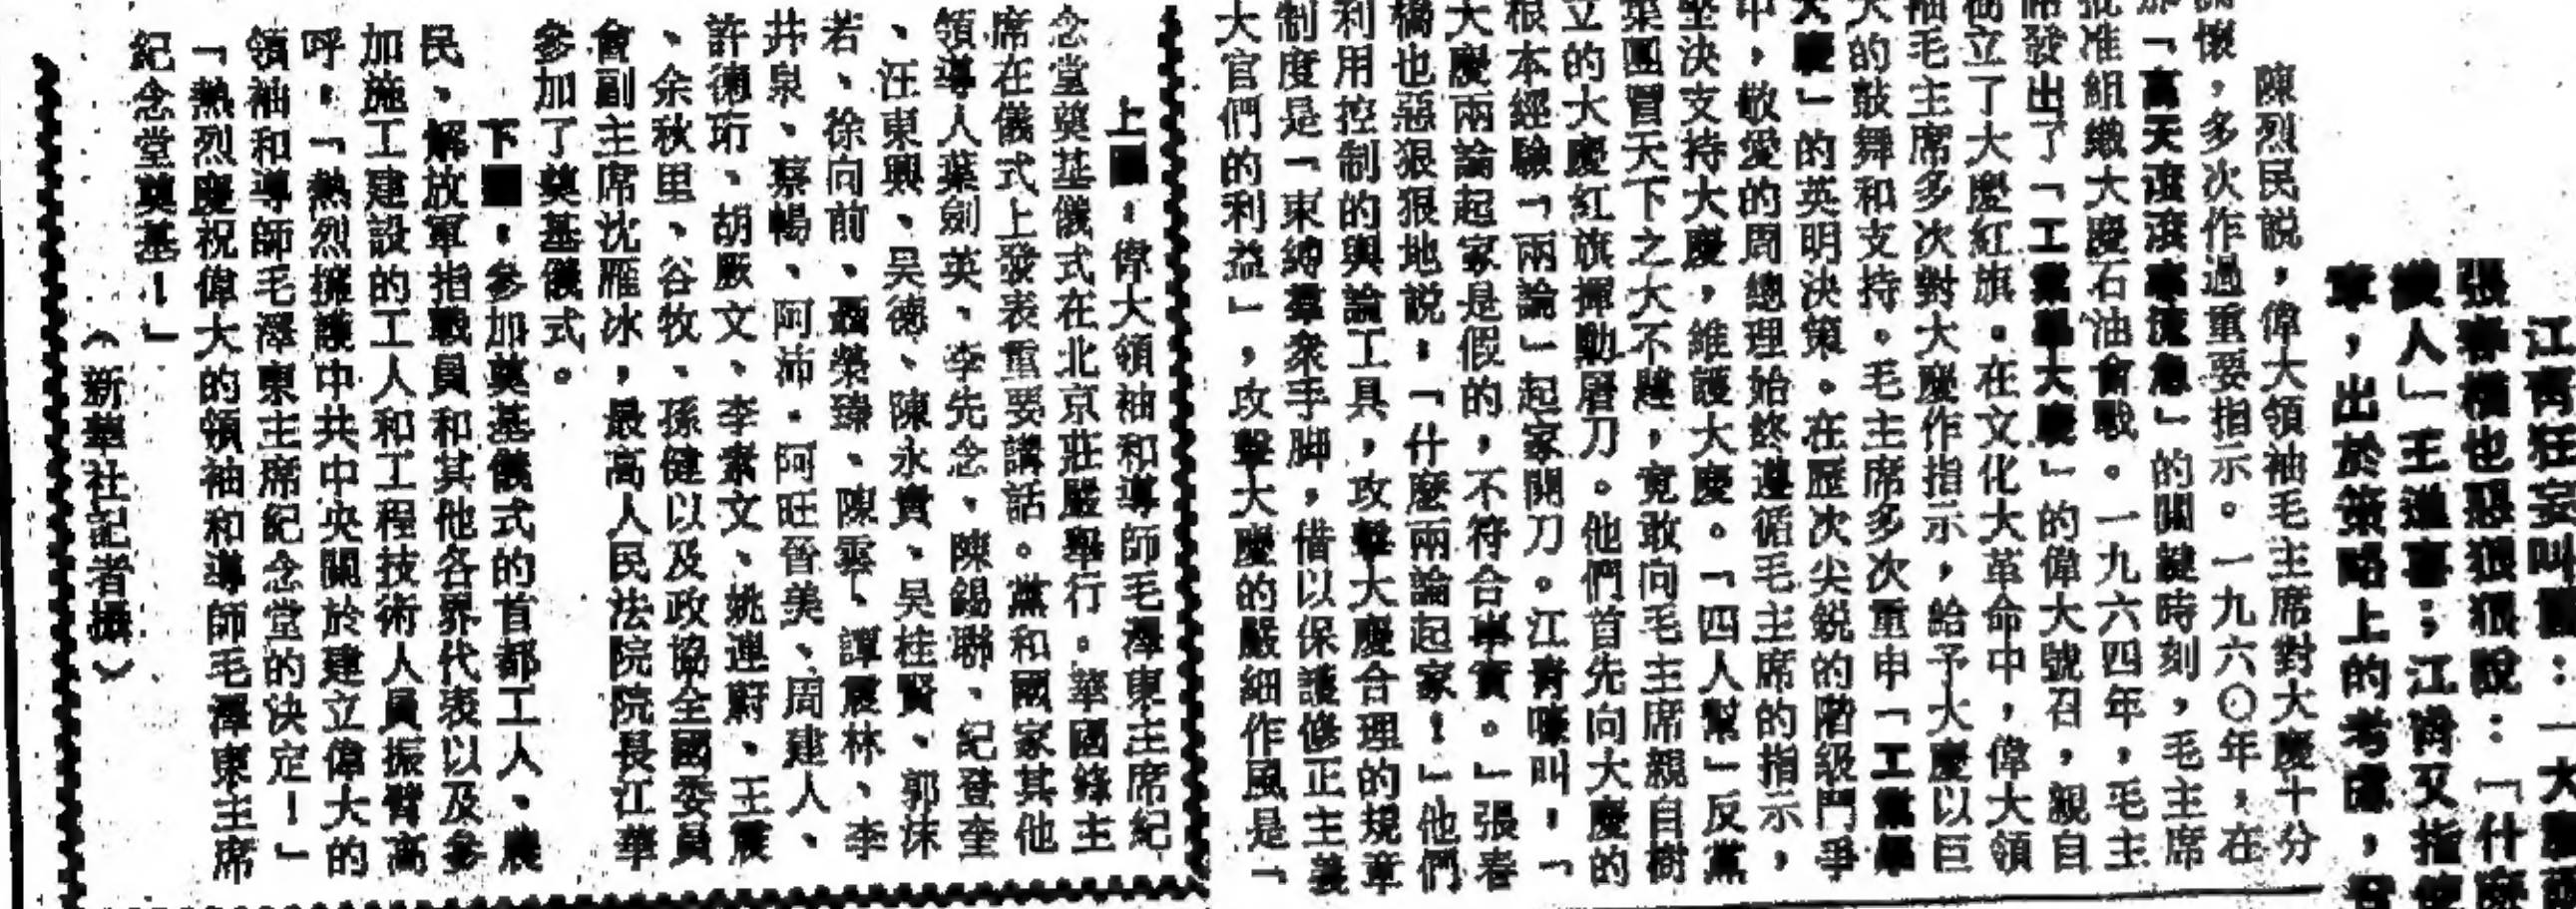 江青狂妄叫囂：「大慶兩
張春橋也惡狠狠說：「什麼
人」王進喜；江青又指使
章，出於策略上的考慮，
陳烈民説，偉大領袖毛主席對大慶十分
關懷，多次作過重要指示。一九六〇年，在
那「高天滚滚寒流急」的關鍵時刻，毛主席
批准組織大慶石油會戰。一九六四年，毛主
席發出了「工業學大慶」的偉大號召，親自
樹立了大慶紅旗。在文化大革命中，偉大領
袖毛主席多次對大慶作指示，給予大慶以巨
大的鼓舞和支持。毛主席多次重申「工業學
大慶」的英明決策。在歷次尖鋭的階級鬥爭
中，敬愛的周總理始終遵循毛主席的指示，
堅決支持大慶，維護大慶。「四人幫」反黨
集團冒天下之大不韙，竟敢向毛主席親自樹
立的大慶紅旗揮動屠刀。他們首先向大慶的
根本經驗「兩論」起家開刀。江青嚎叫，「
大慶兩論起家是假的，不符合事實。」張春
橋也惡狠狠地説：「什麼兩論起家！」他們
利用控制的輿論工具，攻擊大慶合理的規章
制度是「束縛羣衆手脚，借以保護修正主義
大官們的利益」，攻擊大慶的嚴細作風是「
上圖：偉大領袖和導師毛澤東主席紀
念堂奠基儀式在北京莊嚴舉行。華國鋒主
席在儀式上發表重要講話。黨和國家其他
領導人葉劍英、李先念、陳錫聯、紀登奎
、汪東興、吴德、陳永貴、吴桂賢、郭沫
若、徐向前、聶榮臻、陳雲、譚震林、李
井泉、蔡暢、阿沛·阿旺晉美、周建人、
許德珩、胡厥文、李素文、姚連蔚、王震
、余秋里、谷牧、孫健以及政協全國委員
會副主席沈雁冰，最高人民法院院長江華
參加了奠基儀式。
下圖：參加奠基儀式的首都工人、農
民、解放軍指戰員和其他各界代表以及參
加施工建設的工人和工程技術人員振臂高
呼：「熱烈擁護中共中央關於建立偉大的
領袖和導師毛澤東主席紀念堂的決定！」
「熱烈慶祝偉大的領袖和導師毛澤東主席
紀念堂奠基！」
（新華社記者攝）